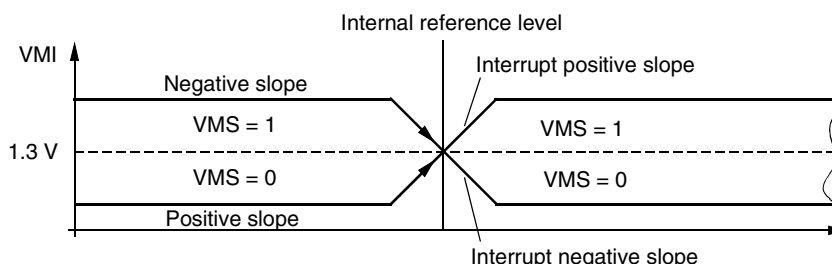 Internal reference level
VMI
Negative slope
Interrupt positive slope
VMS = 1
VMS = 1
1.3 V
VMS = 0
VMS = 0
Positive slope
Interrupt negative slope